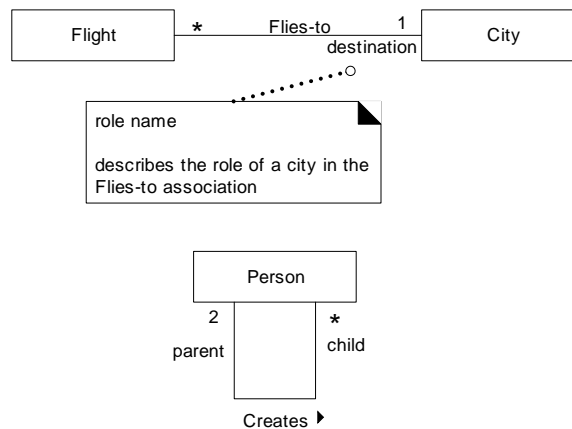 Flight
*
Flies-to
1
City
destination
role name
describes the role of a city in the
Flies-to association
Person
2
*
parent
child
Creates